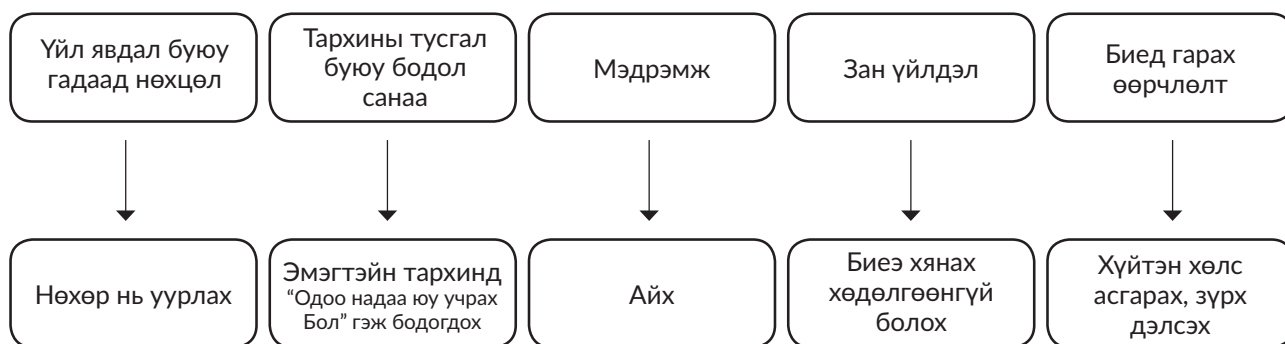 Үйл явдал буюу
гадаад нөхцөл
Тархины тусгал
буюу бодол
санаа
Мэдрэмж
Зан үйлдэл
Биед гарах
өөрчлөлт
Нөхөр нь уурлах
Эмэгтэйн тархинд
“Одоо надаа юу учрах
Бол” гэж бодогдох
Айх
Биеэ хянах
хөдөлгөөнгүй
болох
Хүйтэн хөлс
асгарах, зүрх
дэлсэх